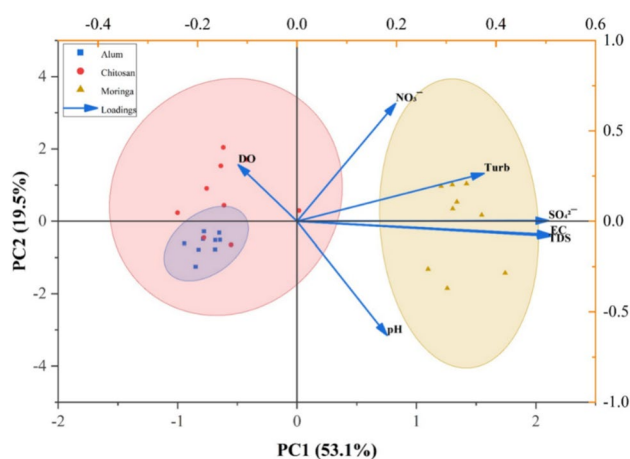 -0.4 -0.2 0.0 0.2 0.4 0.6
Alum
Chitosan
Moringa
Loadings
4
2
0
-2
-4
PC2 (19.5%)
1.0
0.5
0.0
-0.5
-1.0
NO₃⁻
DO
Turb
SO₄²⁻
EC
TDS
pH
-2 -1 0 1 2
PC1 (53.1%)